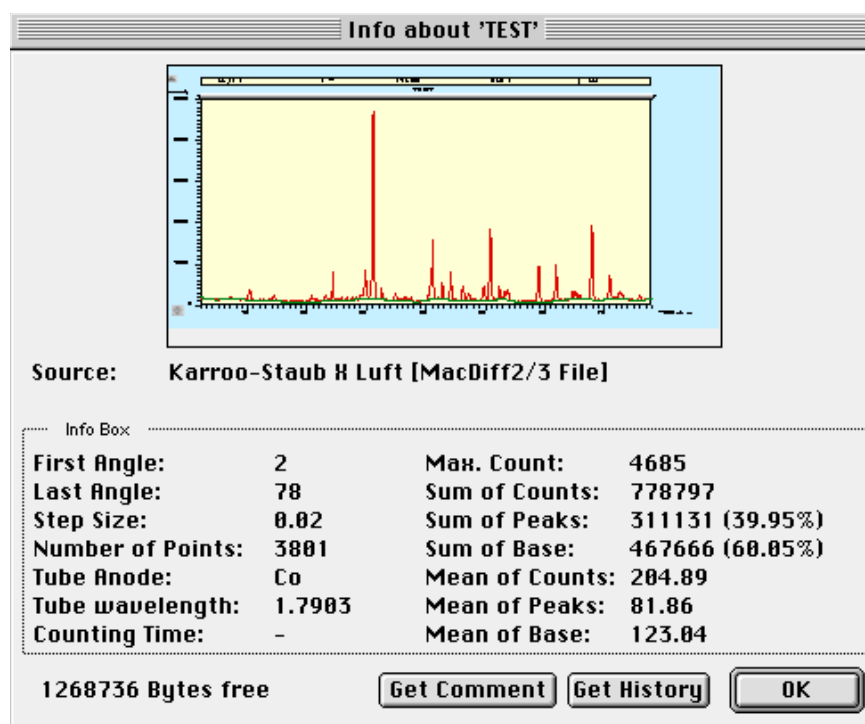 Info about 'TEST'
TEST
Source: Karroo-Staub X Luft [MacDiff2/3 File]
Info Box
First Angle: 2 Max. Count: 4685
Last Angle: 78 Sum of Counts: 778797
Step Size: 0.02 Sum of Peaks: 311131 (39.95%)
Number of Points: 3801 Sum of Base: 467666 (60.05%)
Tube Anode: Co Mean of Counts: 204.89
Tube wavelength: 1.7903 Mean of Peaks: 81.86
Counting Time: - Mean of Base: 123.04
1268736 Bytes free Get Comment Get History OK